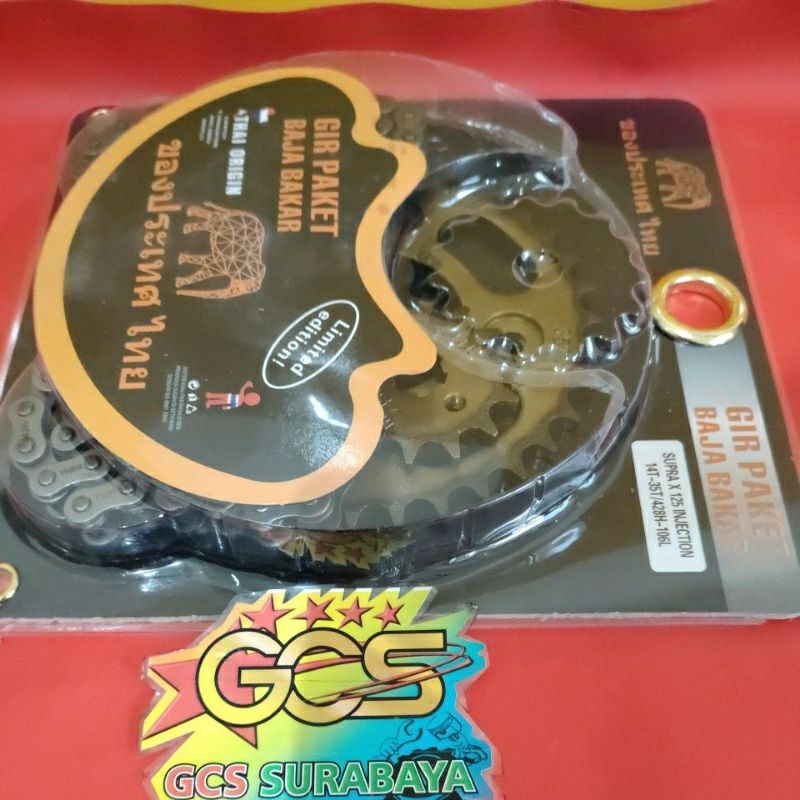 GIR PAKET
BAJA BAKAR
THAI ORIGIN
ของประเทศไทย
Limited
edition!
ของประเทศไทย
GIR PAKET
BAJA BAKAR
SUPRA X 125 INJECTION
14T-35T/428H-106L
GCS
GCS SURABAYA